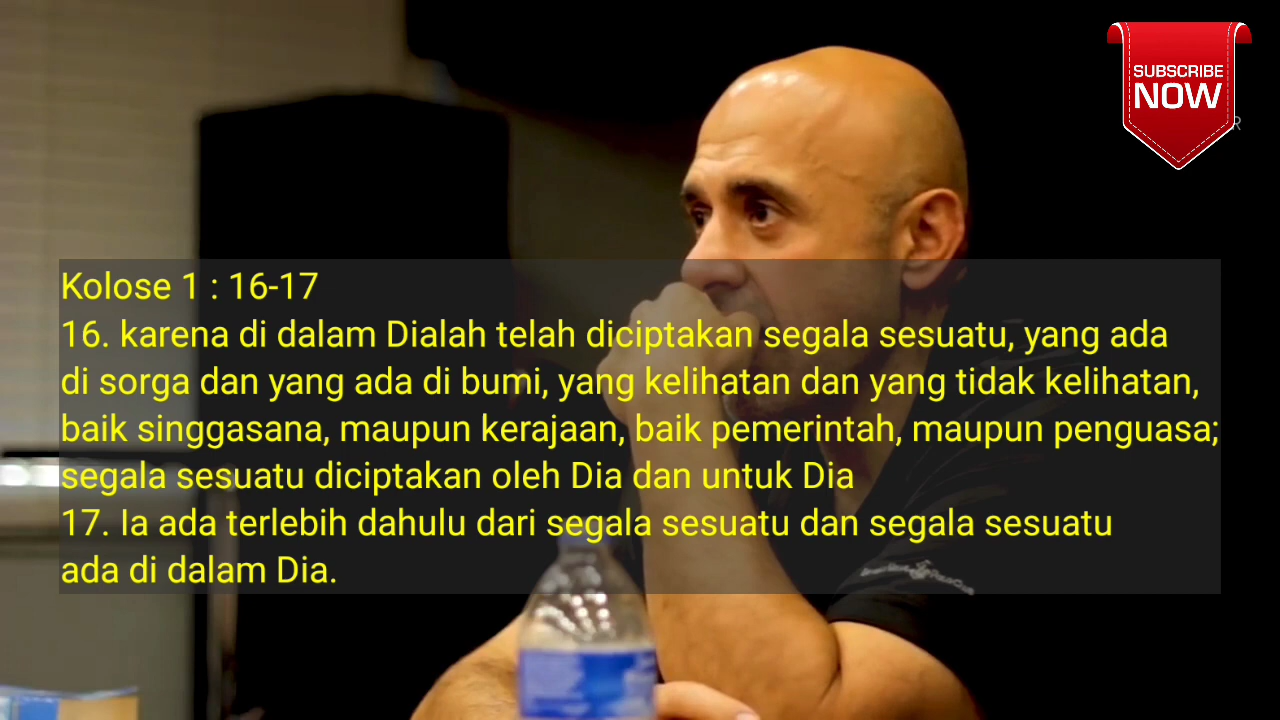 SUBSCRIBE
NOW
R
Kolose 1 : 16-17
16. karena di dalam Dialah telah diciptakan segala sesuatu, yang ada
di sorga dan yang ada di bumi, yang kelihatan dan yang tidak kelihatan,
baik singgasana, maupun kerajaan, baik pemerintah, maupun penguasa;
segala sesuatu diciptakan oleh Dia dan untuk Dia
17. Ia ada terlebih dahulu dari segala sesuatu dan segala sesuatu
ada di dalam Dia.